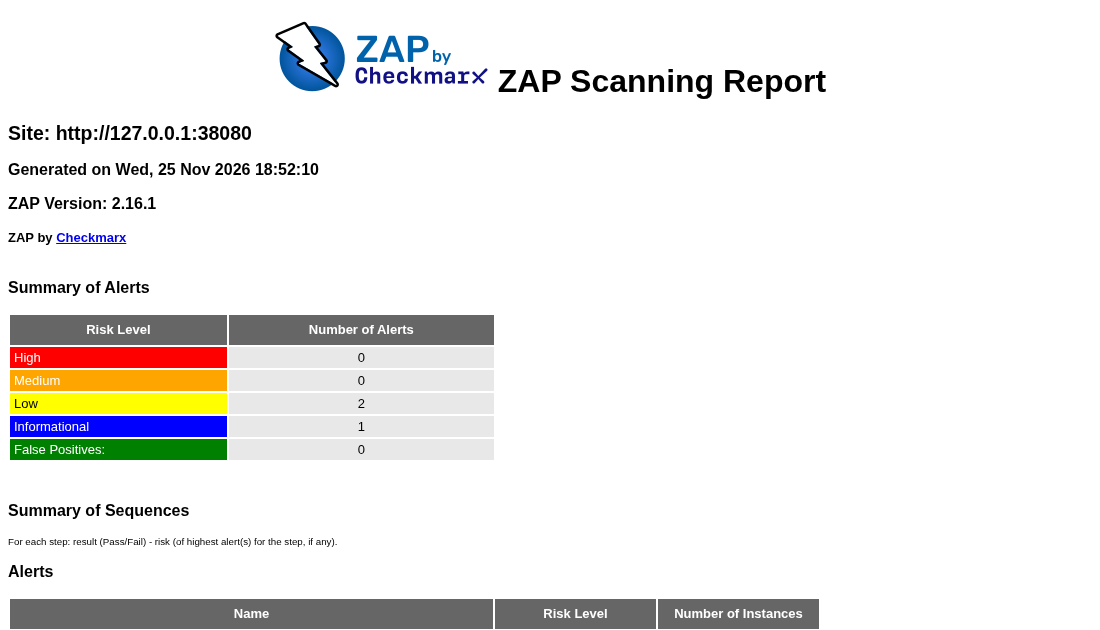 ZAP by
Checkmarx ZAP Scanning Report
Site: http://127.0.0.1:38080
Generated on Wed, 25 Nov 2026 18:52:10
ZAP Version: 2.16.1
ZAP by Checkmarx
Summary of Alerts
Risk Level Number of Alerts
High 0
Medium 0
Low 2
Informational 1
False Positives: 0
Summary of Sequences
For each step: result (Pass/Fail) - risk (of highest alert(s) for the step, if any).
Alerts
Name Risk Level Number of Instances